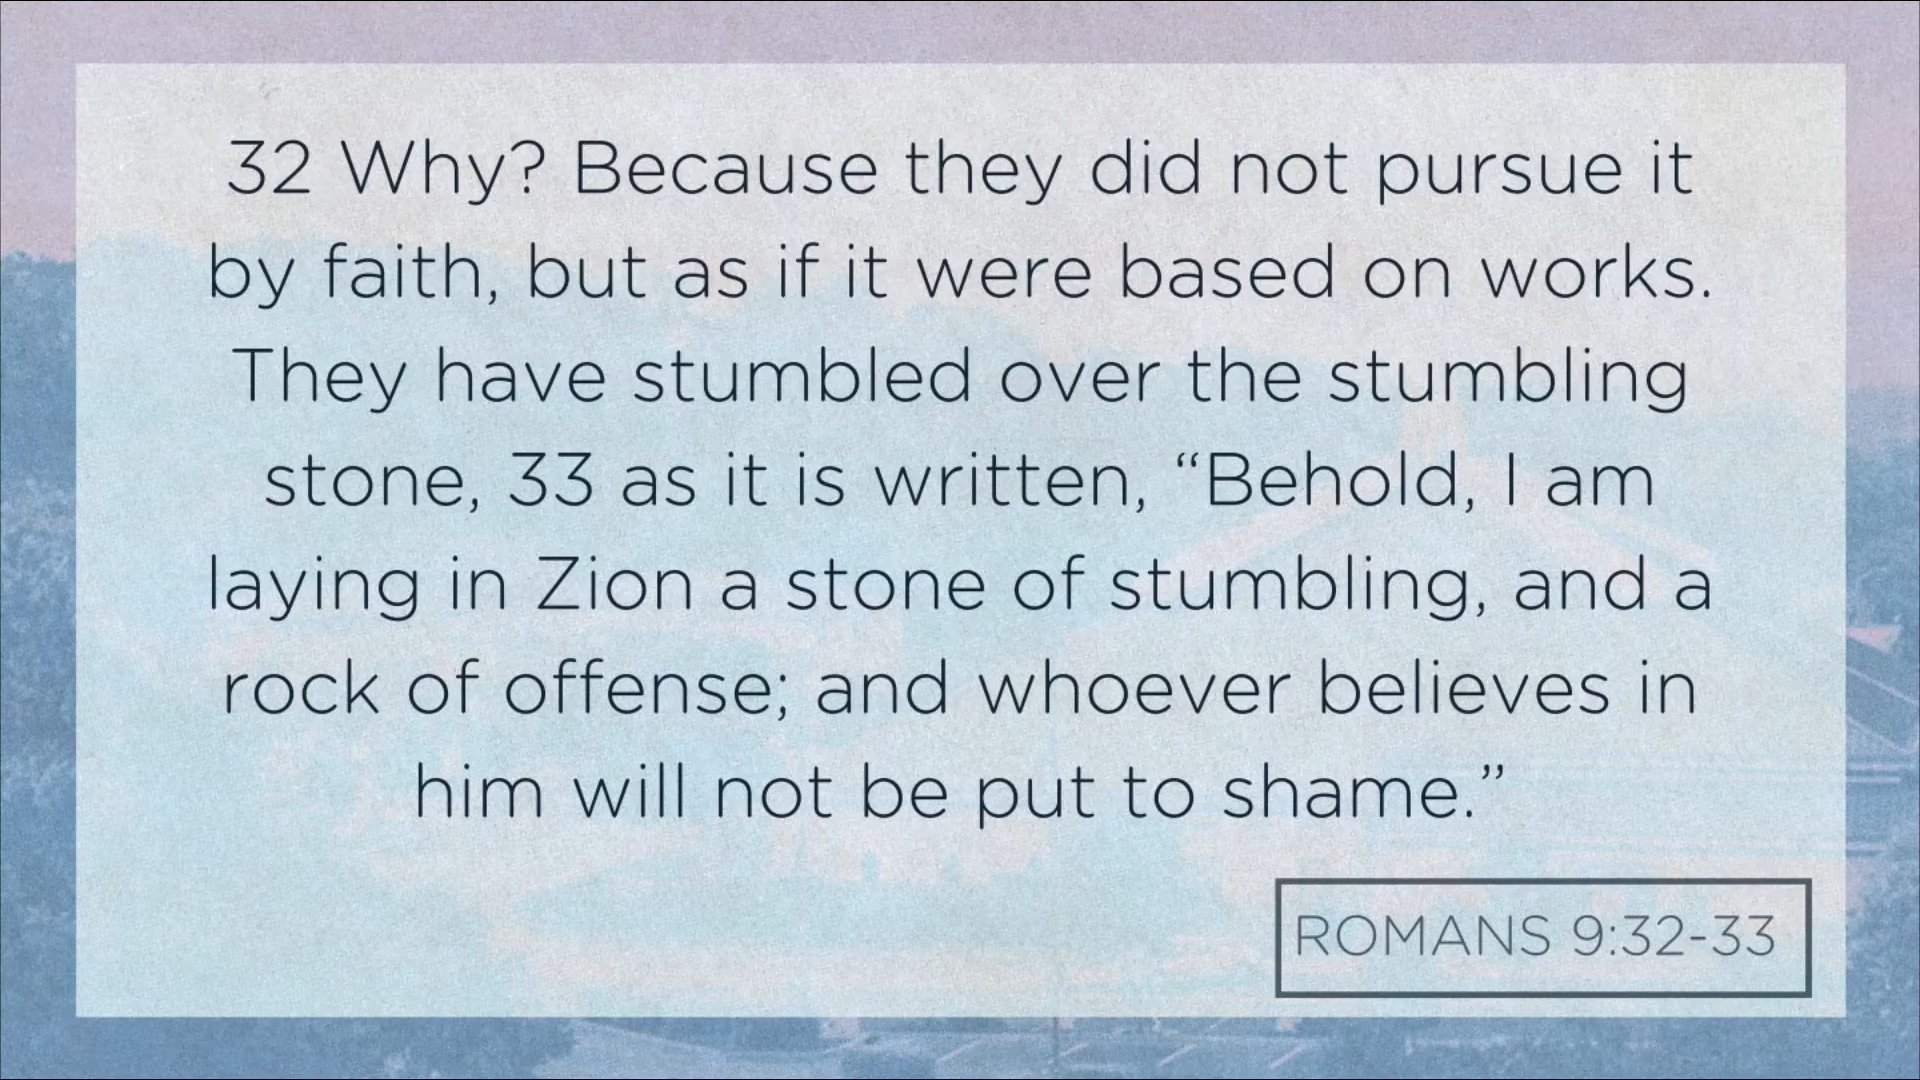 32 Why? Because they did not pursue it
by faith, but as if it were based on works.
They have stumbled over the stumbling
stone, 33 as it is written, “Behold, I am
laying in Zion a stone of stumbling, and a
rock of offense; and whoever believes in
him will not be put to shame.”
ROMANS 9:32-33